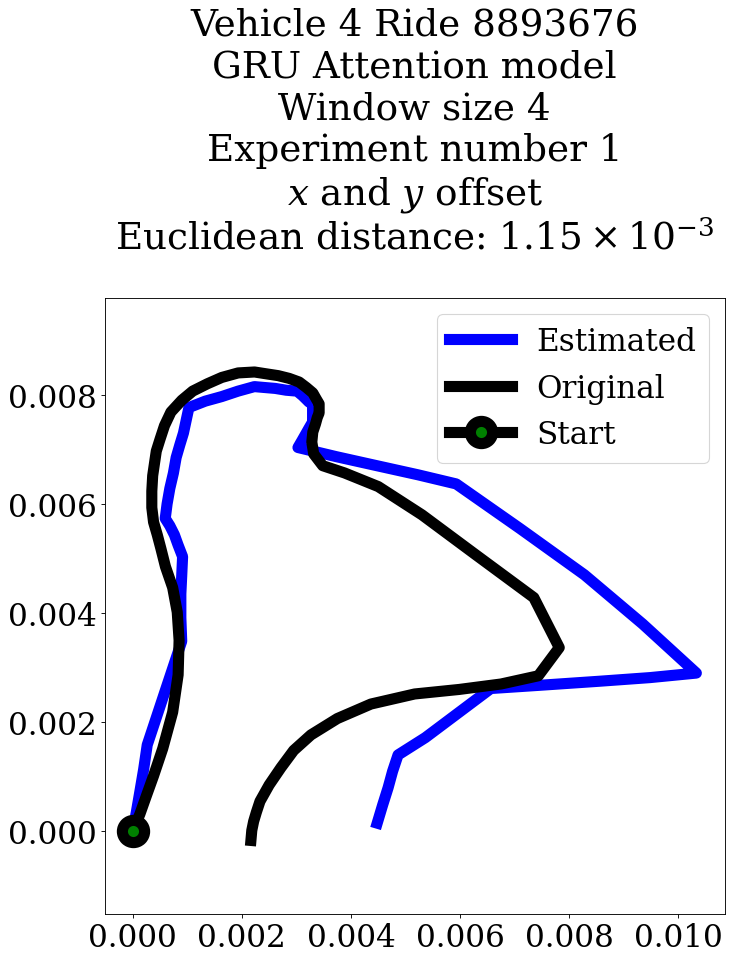 Vehicle 4 Ride 8893676
GRU Attention model
Window size 4
Experiment number 1
x and y offset
Euclidean distance: 1.15 × 10⁻³
Estimated
Original
Start
0.008
0.006
0.004
0.002
0.000
0.000 0.002 0.004 0.006 0.008 0.010